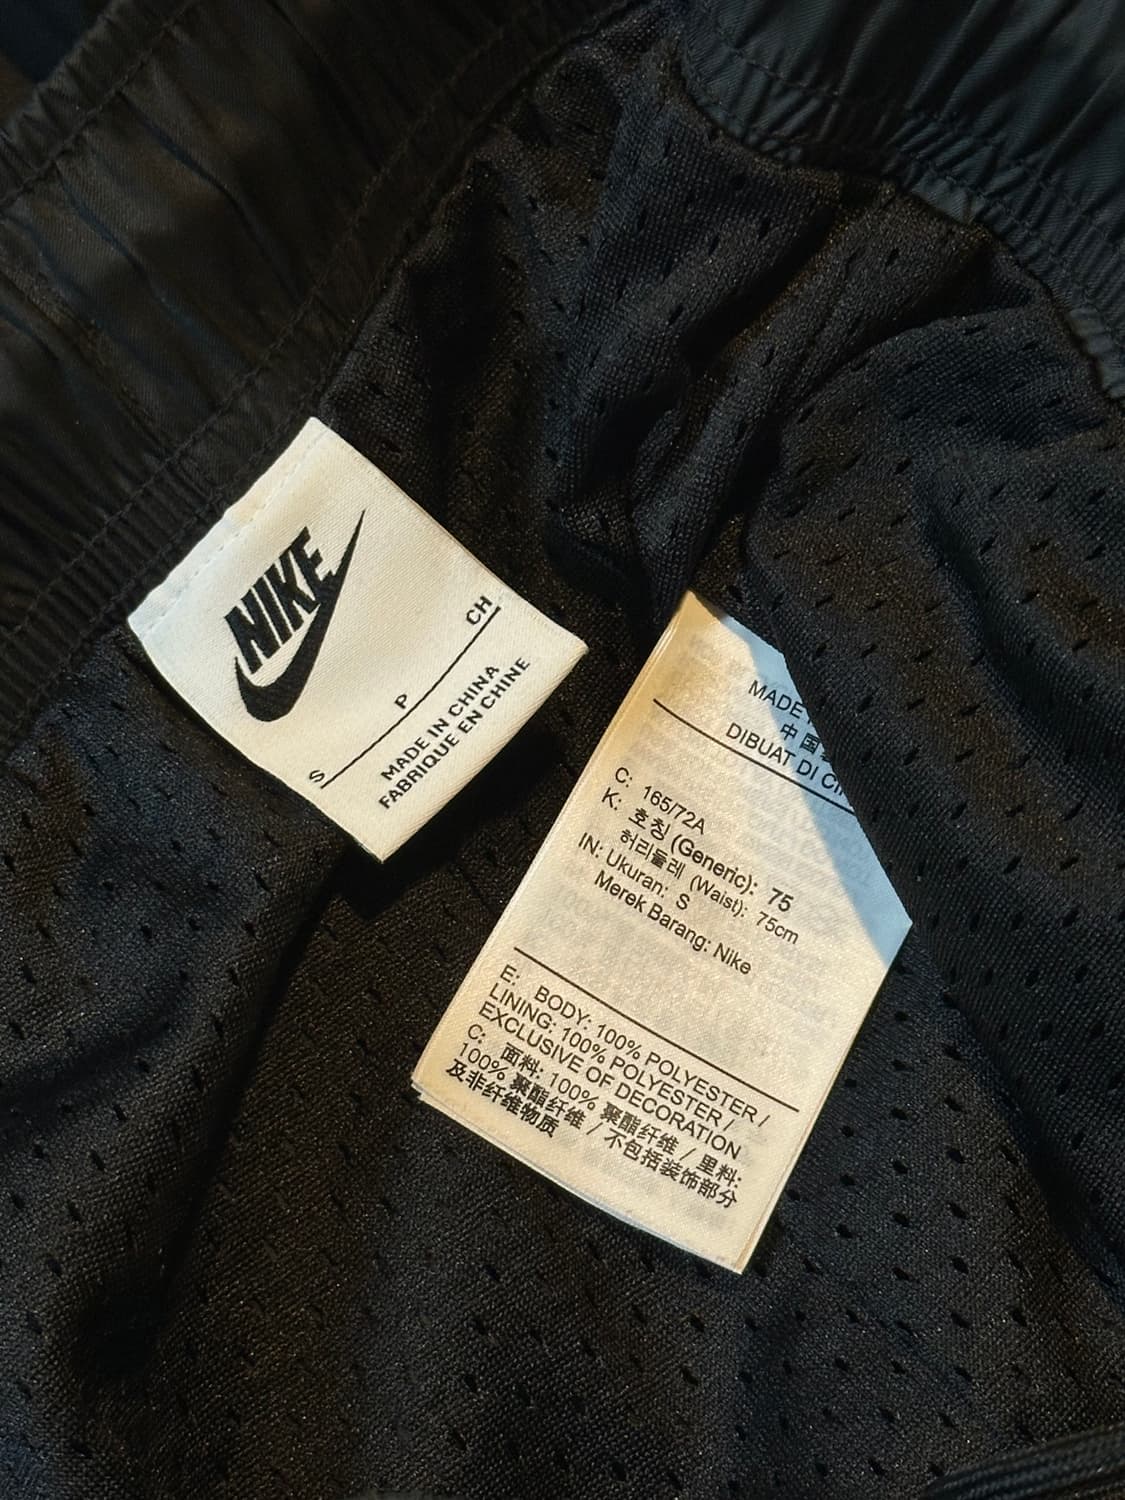 NIKE
S P CH
MADE IN CHINA
FABRIQUE EN CHINE
MADE
中国
DIBUAT DI
C: 165/72A
K: 호칭 (Generic): 75
허리둘레 (Waist): 75cm
IN: Ukuran: S
Merek Barang: Nike
E: BODY: 100% POLYESTER /
LINING: 100% POLYESTER /
EXCLUSIVE OF DECORATION
C: 面料: 100% 聚酯纤维 / 里料:
100% 聚酯纤维 / 不包括装饰部分
及非纤维物质